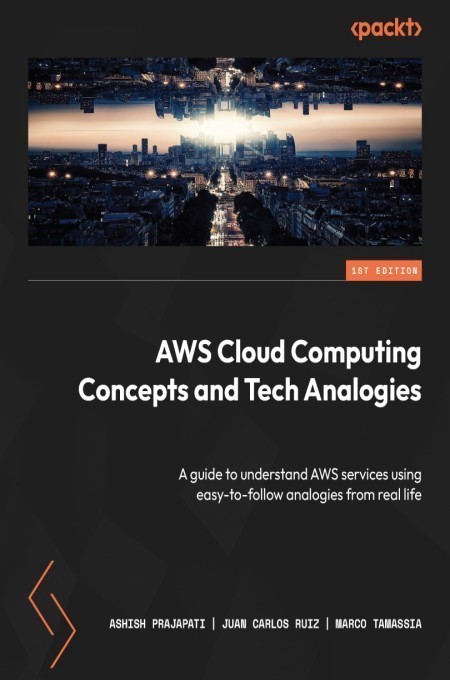 <packt>
1ST EDITION
AWS Cloud Computing
Concepts and Tech Analogies
A guide to understand AWS services using
easy-to-follow analogies from real life
ASHISH PRAJAPATI | JUAN CARLOS RUIZ | MARCO TAMASSIA